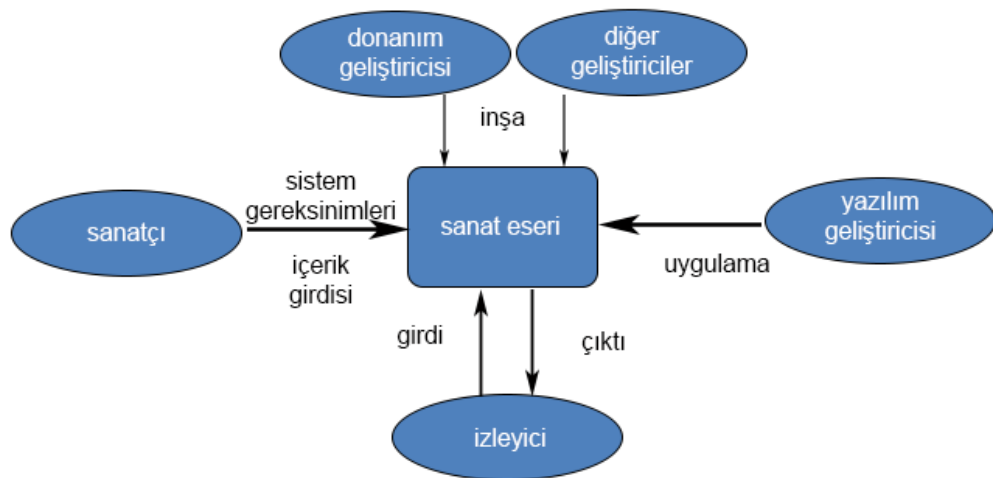 donanım
geliştiricisi
diğer
geliştiriciler
inşa
sistem
gereksinimleri
sanatçı
sanat eseri
yazılım
geliştiricisi
içerik
girdisi
uygulama
girdi
çıktı
izleyici